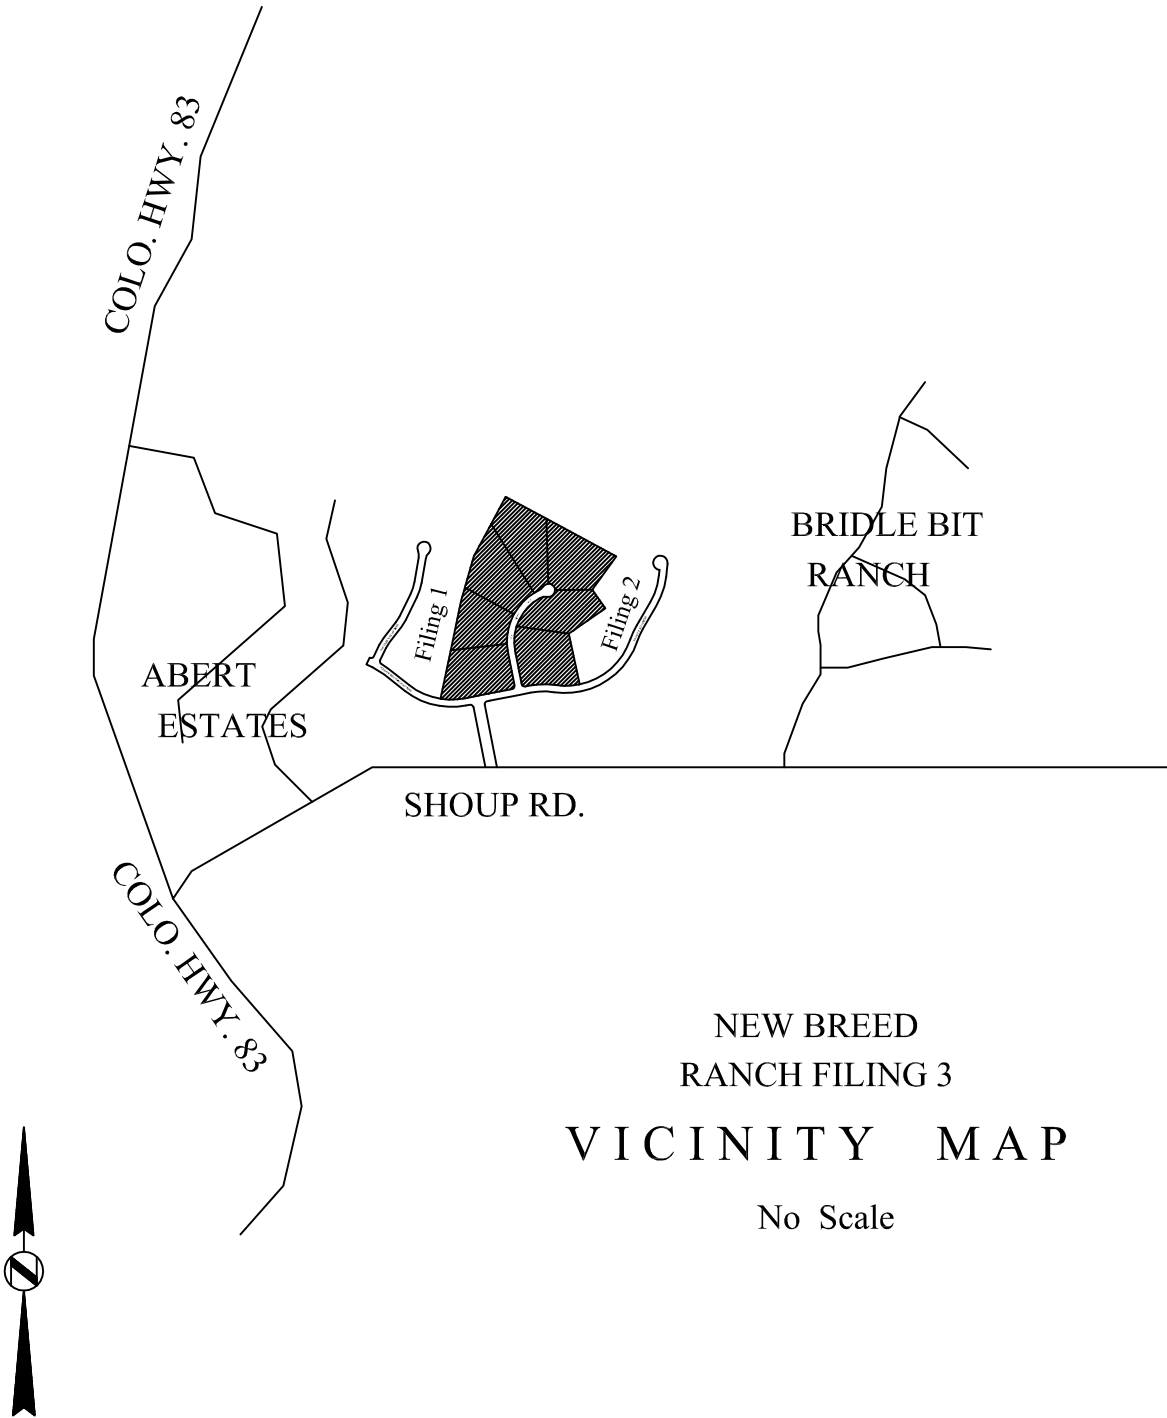 COLO. HWY. 83
BRIDLE BIT
RANCH
Filing 1
Filing 2
ABERT
ESTATES
SHOUP RD.
COLO. HWY. 83
NEW BREED
RANCH FILING 3
VICINITY MAP
No Scale
N